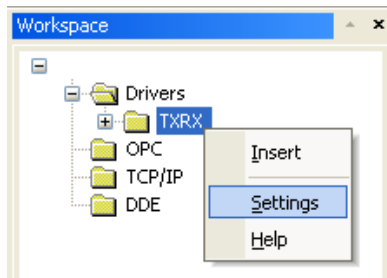 Workspace
Drivers
TXRX
OPC
TCP/IP
DDE
Insert
Settings
Help